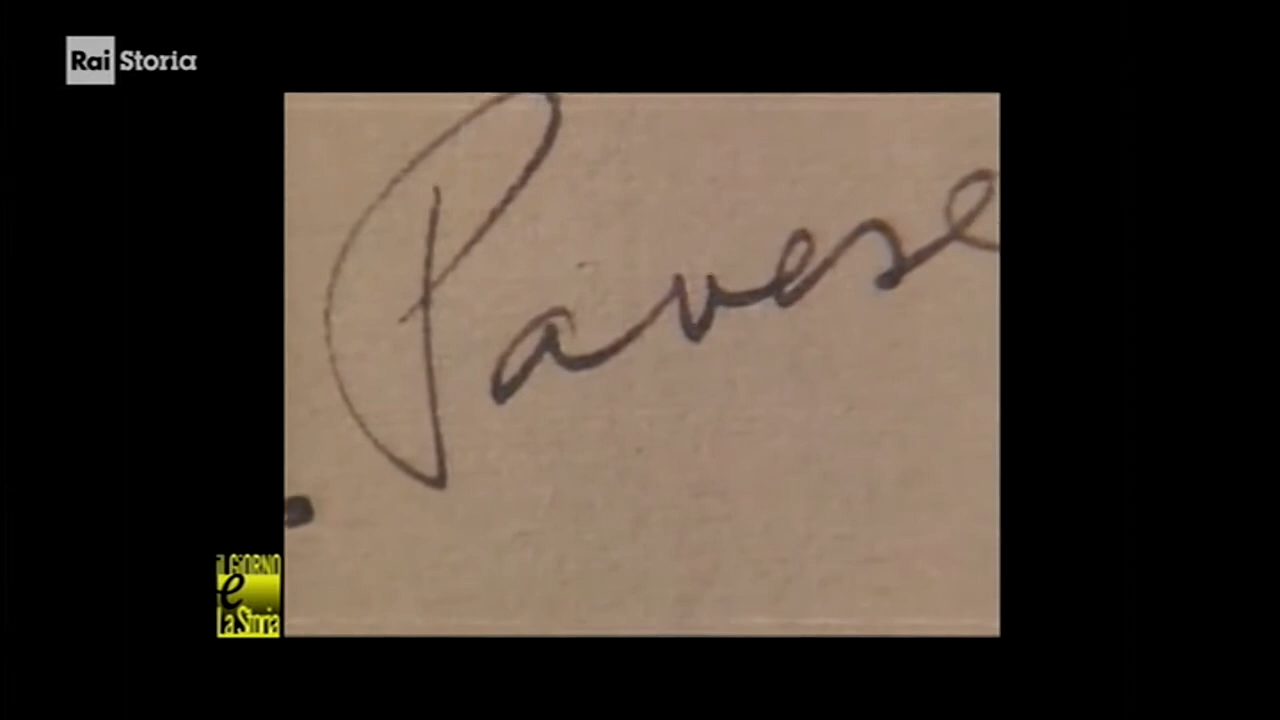 Rai Storia
. Pavese
iL GiORNO
e
La Storia